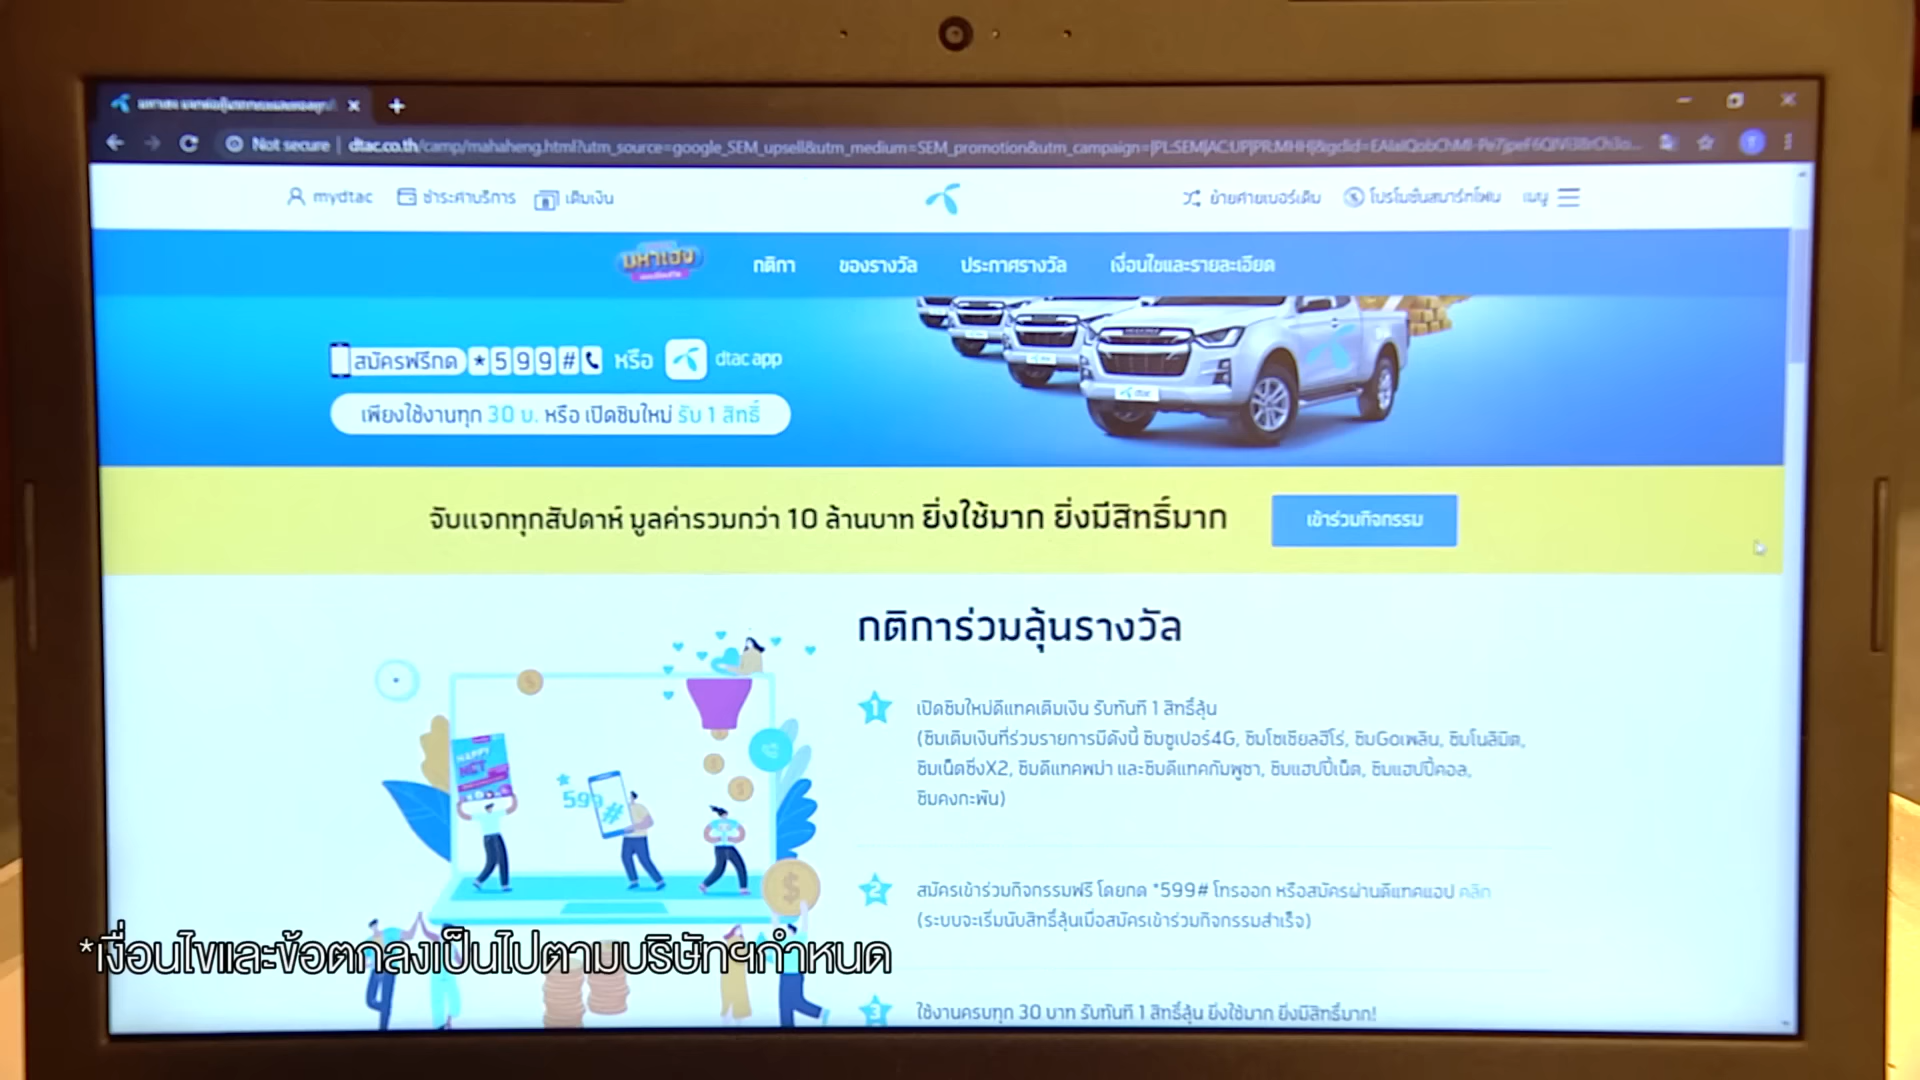 Not secure | dtac.co.th/camp/mahaheng.html?utm_source=google_SEM_upsell&utm_medium=SEM_promotion&utm_campaign=|PL:SEM|AC:UP|PR:MHH|&gclid=
mydtac ชำระค่าบริการ เติมเงิน ย้ายค่ายเบอร์เดิม โปรโมชั่นสมาร์ทโฟน เมนู
มหาเฮง กติกา ของรางวัล ประกาศรางวัล เงื่อนไขและรายละเอียด
สมัครฟรีกด *599# หรือ dtac app
เพียงใช้งานทุก 30 บ. หรือ เปิดซิมใหม่ รับ 1 สิทธิ์
จับแจกทุกสัปดาห์ มูลค่ารวมกว่า 10 ล้านบาท ยิ่งใช้มาก ยิ่งมีสิทธิ์มาก เข้าร่วมกิจกรรม
กติการ่วมลุ้นรางวัล
1 เปิดซิมใหม่ดีแทคเติมเงิน รับทันที 1 สิทธิ์ลุ้น
(ซิมเติมเงินที่ร่วมรายการมีดังนี้ ซิมซูเปอร์4G, ซิมโซเชียลฮีโร่, ซิมGoเพลิน, ซิมโนลิมิต,
ซิมเน็ตซิ่งX2, ซิมดีแทคพม่า และซิมดีแทคกัมพูชา, ซิมแฮปปี้เน็ต, ซิมแฮปปี้คอล,
ซิมคงกะพัน)
HAPPY
NET
599
#
2 สมัครเข้าร่วมกิจกรรมฟรี โดยกด *599# โทรออก หรือสมัครผ่านดีแทคแอป คลิก
(ระบบจะเริ่มนับสิทธิ์ลุ้นเมื่อสมัครเข้าร่วมกิจกรรมสำเร็จ)
3 ใช้งานครบทุก 30 บาท รับทันที 1 สิทธิ์ลุ้น ยิ่งใช้มาก ยิ่งมีสิทธิ์มาก!
*เงื่อนไขและข้อตกลงเป็นไปตามบริษัทฯกำหนด